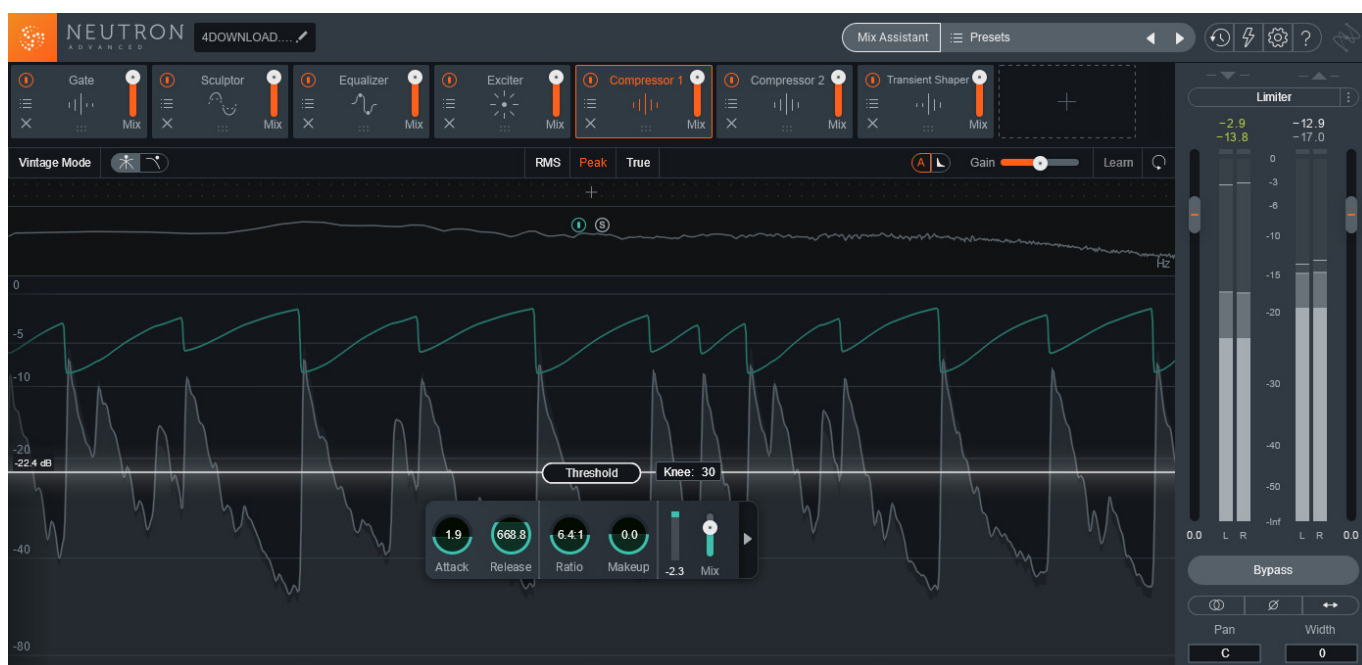 NEUTRON
ADVANCED
4DOWNLOAD....
Mix Assistant
Presets
?
Gate
Mix
Sculptor
Mix
Equalizer
Mix
Exciter
Mix
Compressor 1
Mix
Compressor 2
Mix
Transient Shaper
Mix
Limiter
-2.9 -12.9
-13.8 -17.0
Vintage Mode
RMS Peak True
A
Gain
Learn
S
Hz
0
-5
-10
-20
-22.4 dB
-40
-80
Threshold
Knee: 30
1.9 668.8 6.4:1 0.0
Attack Release Ratio Makeup -2.3 Mix
0
-3
-6
-10
-15
-20
-30
-40
-50
-Inf
0.0 L R L R 0.0
Bypass
Pan Width
C 0